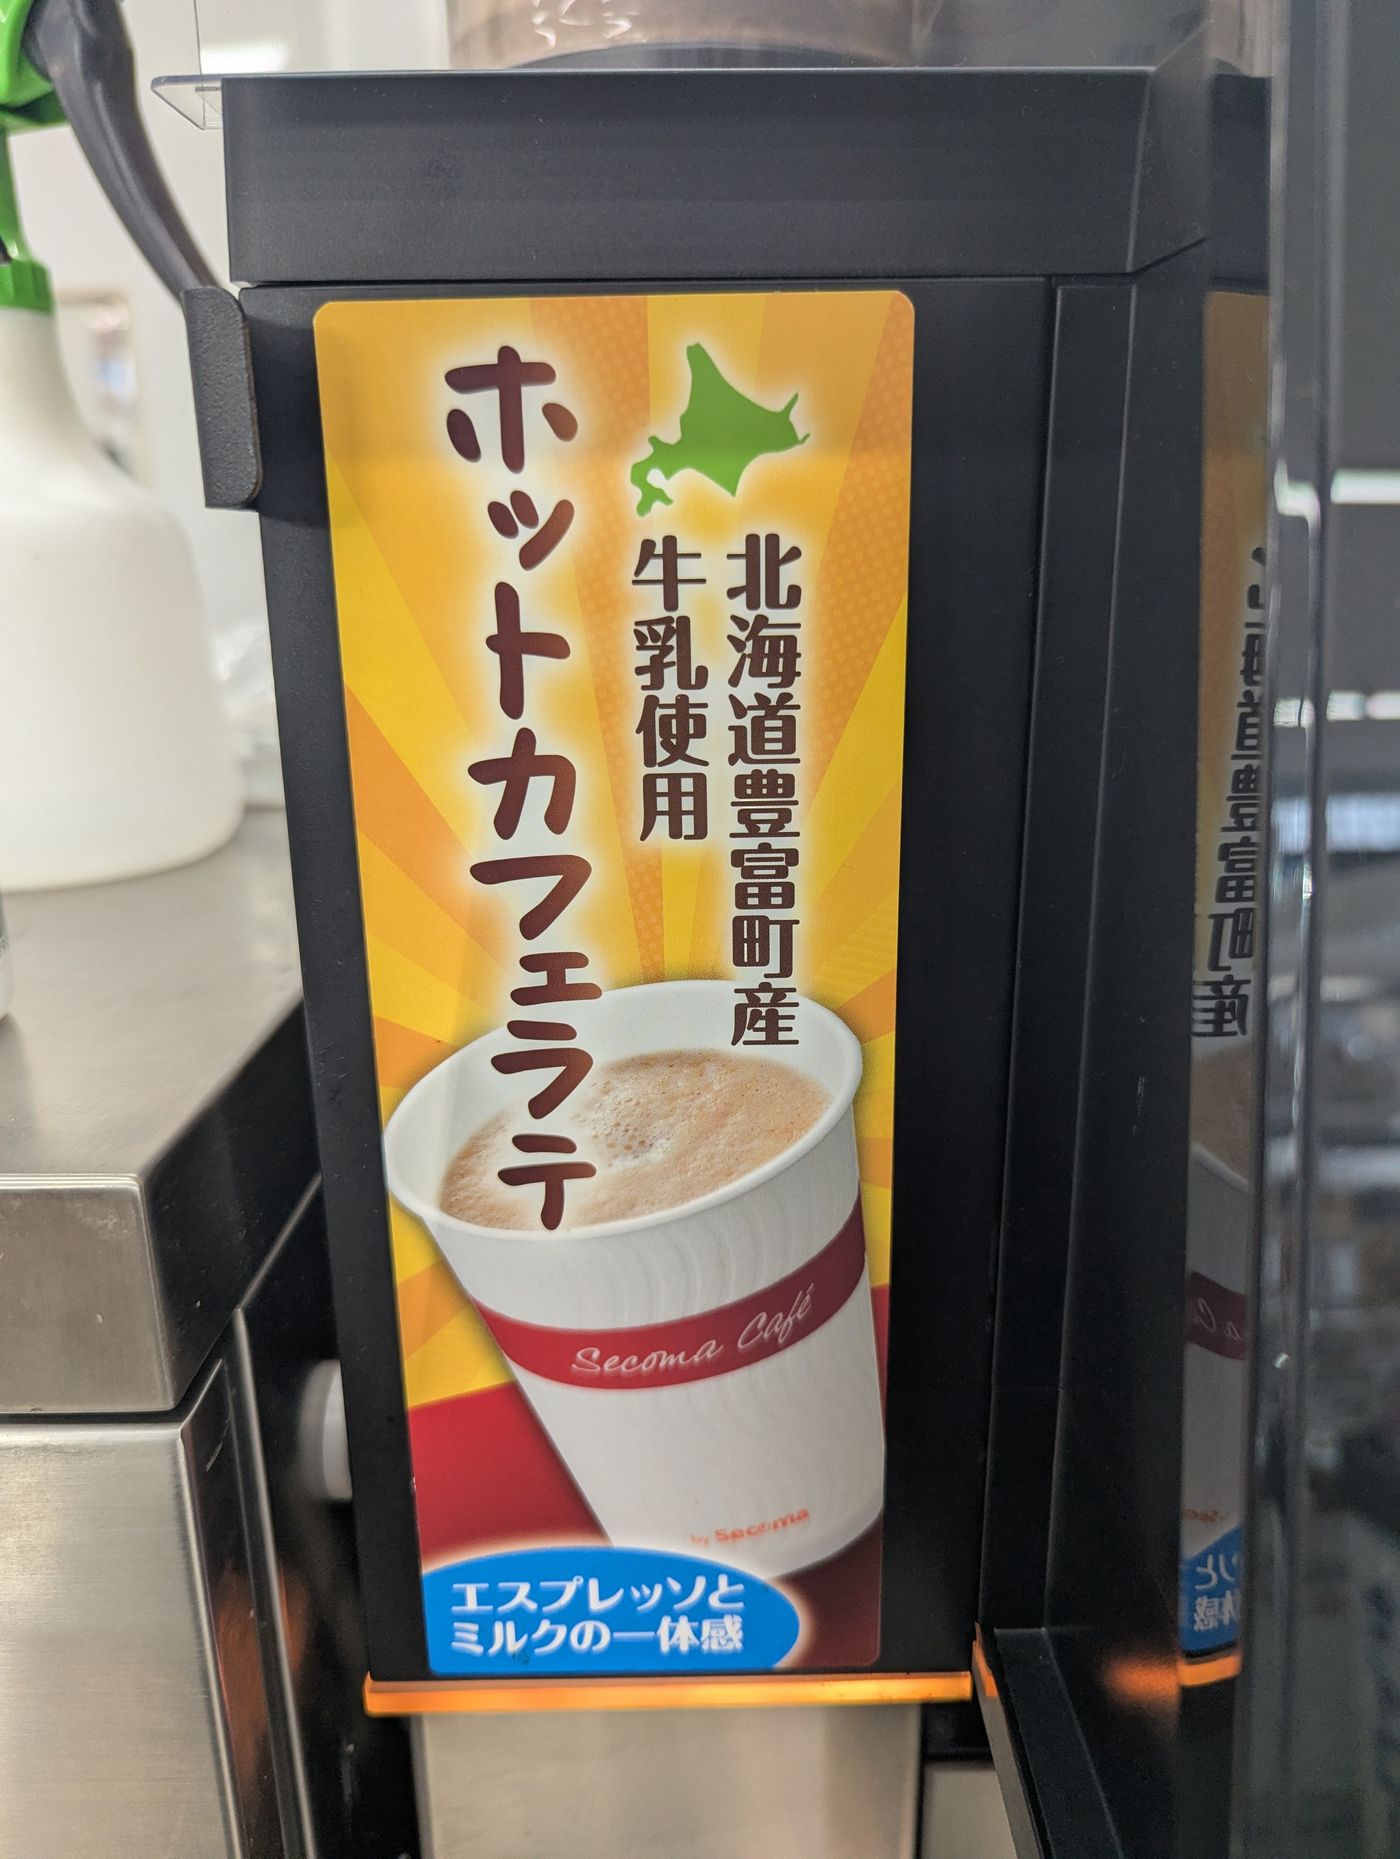 北海道豊富町産
牛乳使用
ホットカフェラテ
Secoma Café
by Secoma
エスプレッソと
ミルクの一体感